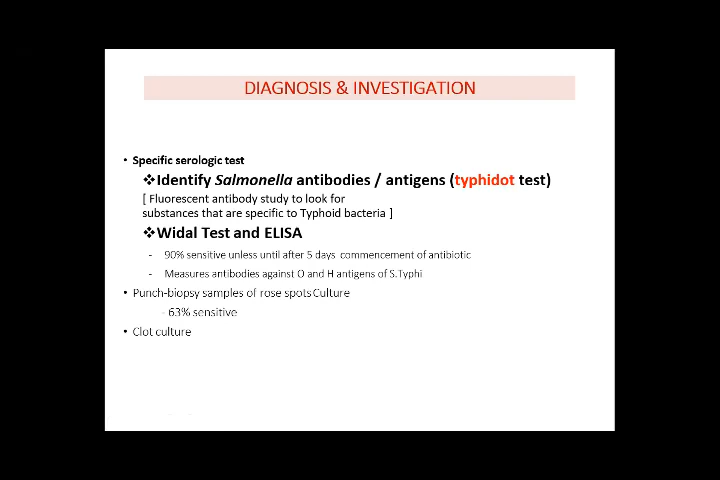 DIAGNOSIS & INVESTIGATION
• Specific serologic test
❖Identify Salmonella antibodies / antigens (typhidot test)
[ Fluorescent antibody study to look for
substances that are specific to Typhoid bacteria ]
❖Widal Test and ELISA
- 90% sensitive unless until after 5 days commencement of antibiotic
- Measures antibodies against O and H antigens of S.Typhi
• Punch-biopsy samples of rose spots Culture
- 63% sensitive
• Clot culture